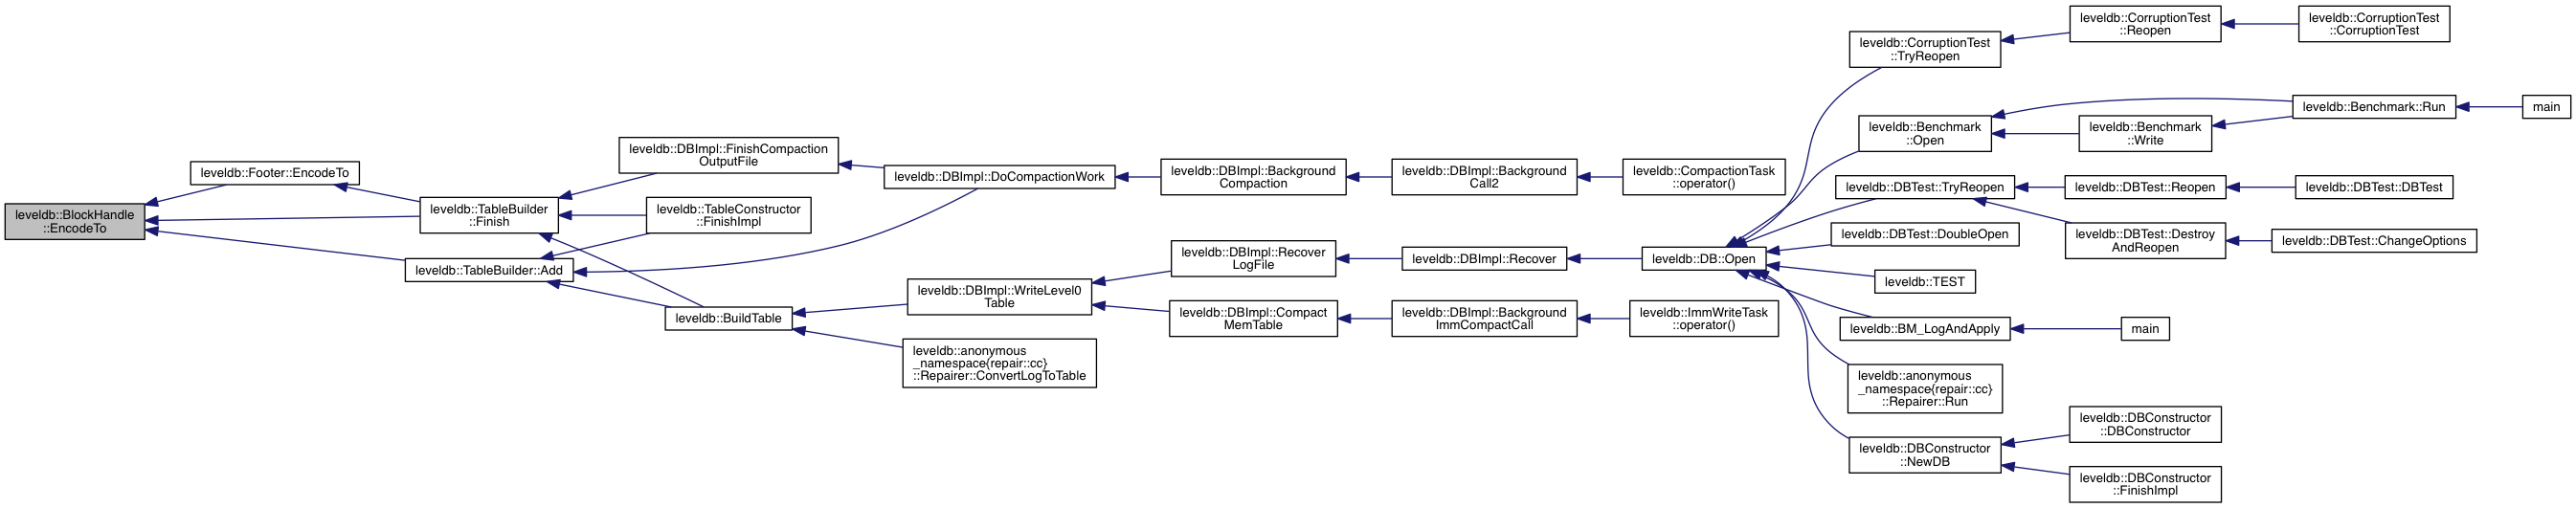 leveldb::BlockHandle
::EncodeTo
leveldb::Footer::EncodeTo
leveldb::TableBuilder
::Finish
leveldb::TableBuilder::Add
leveldb::DBImpl::FinishCompaction
OutputFile
leveldb::TableConstructor
::FinishImpl
leveldb::BuildTable
leveldb::DBImpl::DoCompactionWork
leveldb::DBImpl::WriteLevel0
Table
leveldb::anonymous
_namespace{repair::cc}
::Repairer::ConvertLogToTable
leveldb::DBImpl::Background
Compaction
leveldb::DBImpl::Recover
LogFile
leveldb::DBImpl::Compact
MemTable
leveldb::DBImpl::Background
Call2
leveldb::DBImpl::Recover
leveldb::DBImpl::Background
ImmCompactCall
leveldb::CompactionTask
::operator()
leveldb::DB::Open
leveldb::ImmWriteTask
::operator()
leveldb::CorruptionTest
::TryReopen
leveldb::Benchmark
::Open
leveldb::DBTest::TryReopen
leveldb::DBTest::DoubleOpen
leveldb::TEST
leveldb::BM_LogAndApply
leveldb::anonymous
_namespace{repair::cc}
::Repairer::Run
leveldb::DBConstructor
::NewDB
leveldb::CorruptionTest
::Reopen
leveldb::Benchmark
::Write
leveldb::DBTest::Reopen
leveldb::DBTest::Destroy
AndReopen
main
leveldb::DBConstructor
::DBConstructor
leveldb::DBConstructor
::FinishImpl
leveldb::CorruptionTest
::CorruptionTest
leveldb::Benchmark::Run
leveldb::DBTest::DBTest
leveldb::DBTest::ChangeOptions
main